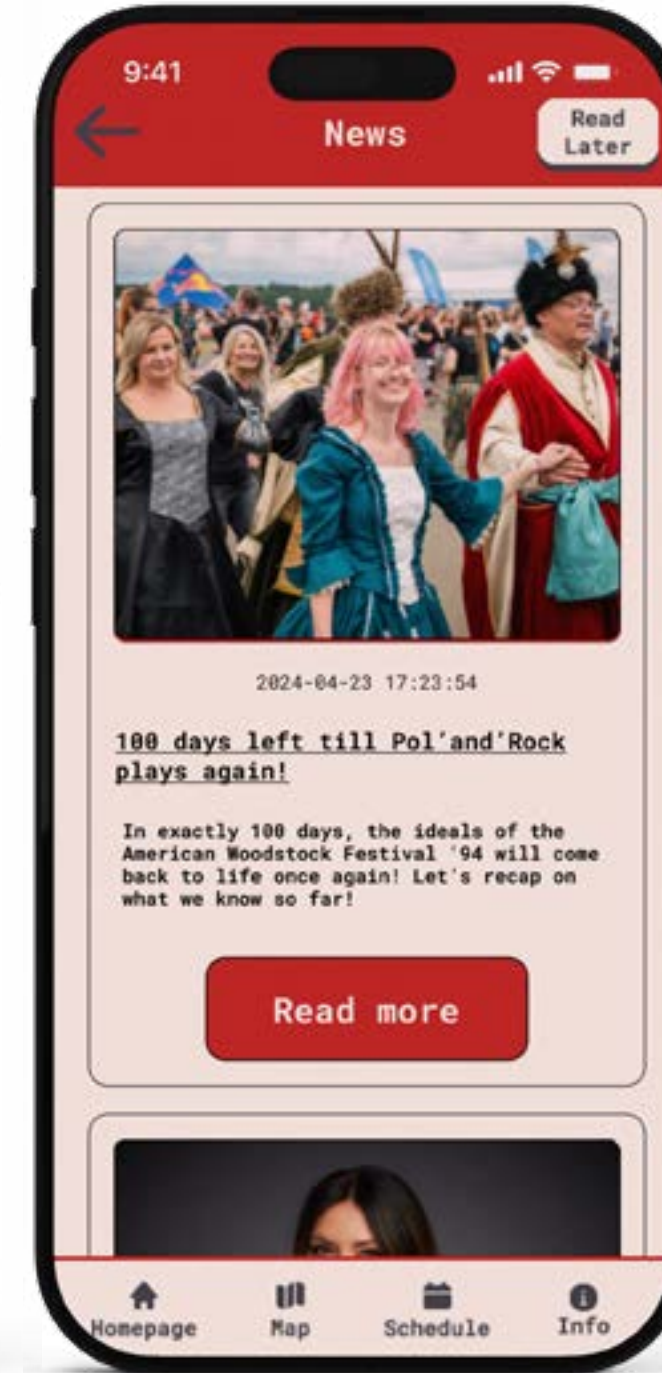 9:41
News
Read
Later
2024-04-23 17:23:54
100 days left till Pol'and'Rock
plays again!
In exactly 100 days, the ideals of the
American Woodstock Festival '94 will come
back to life once again! Let's recap on
what we know so far!
Read more
Homepage Map Schedule Info